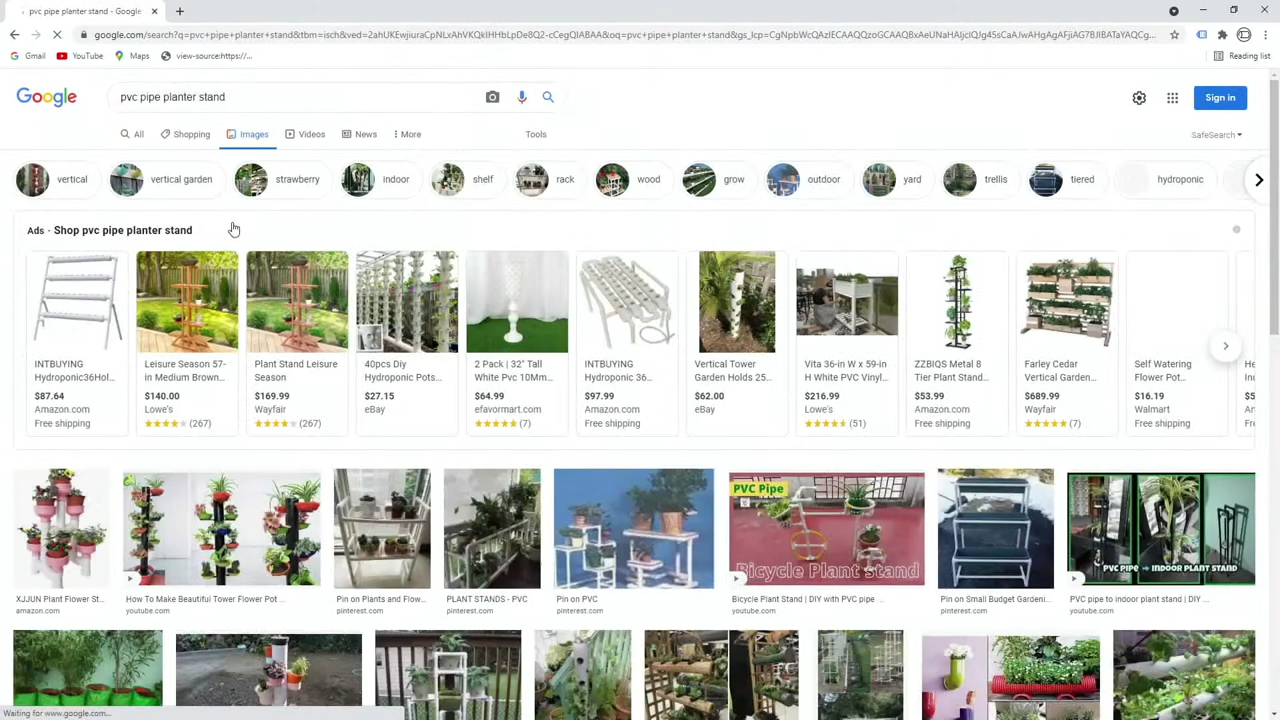 pvc pipe planter stand - Google
google.com/search?q=pvc+pipe+planter+stand&tbm=isch&ved=2ahUKEwjiuraCpNLxAhVKQkIHHbLpDe8Q2-cCegQIABAA&oq=pvc+pipe+planter+stand&gs_lcp=CgNpbWcQAzIECAAQQzoGCAAQBxAeUNaHAljciQJg45sCaAJwAHgAgAFjiAG7BJIBATaYAQCg...
Gmail YouTube Maps view-source:https://... Reading list
Google pvc pipe planter stand Sign in
All Shopping Images Videos News More Tools SafeSearch
vertical vertical garden strawberry indoor shelf rack wood grow outdoor yard trellis tiered hydroponic
Ads · Shop pvc pipe planter stand
INTBUYING
Hydroponic36Hol...
$87.64
Amazon.com
Free shipping
Leisure Season 57-
in Medium Brown...
$140.00
Lowe's
(267)
Plant Stand Leisure
Season
$169.99
Wayfair
(267)
40pcs Diy
Hydroponic Pots...
$27.15
eBay
2 Pack | 32" Tall
White Pvc 10Mm...
$64.99
efavormart.com
(7)
INTBUYING
Hydroponic 36...
$97.99
Amazon.com
Free shipping
Vertical Tower
Garden Holds 25...
$62.00
eBay
Vita 36-in W x 59-in
H White PVC Vinyl...
$216.99
Lowe's
(51)
ZZBIQS Metal 8
Tier Plant Stand...
$53.99
Amazon.com
Free shipping
Farley Cedar
Vertical Garden...
$689.99
Wayfair
(7)
Self Watering
Flower Pot...
$16.19
Walmart
Free shipping
PVC Pipe
Bicycle Plant Stand
PVC PIPE INDOOR PLANT STAND
XJJUN Plant Flower St...
amazon.com
How To Make Beautiful Tower Flower Pot ...
youtube.com
Pin on Plants and Flow...
pinterest.com
PLANT STANDS - PVC
pinterest.com
Pin on PVC
pinterest.com
Bicycle Plant Stand | DIY with PVC pipe ...
youtube.com
Pin on Small Budget Gardeni...
pinterest.com
PVC pipe to indoor plant stand | DIY ...
youtube.com
Waiting for www.google.com...